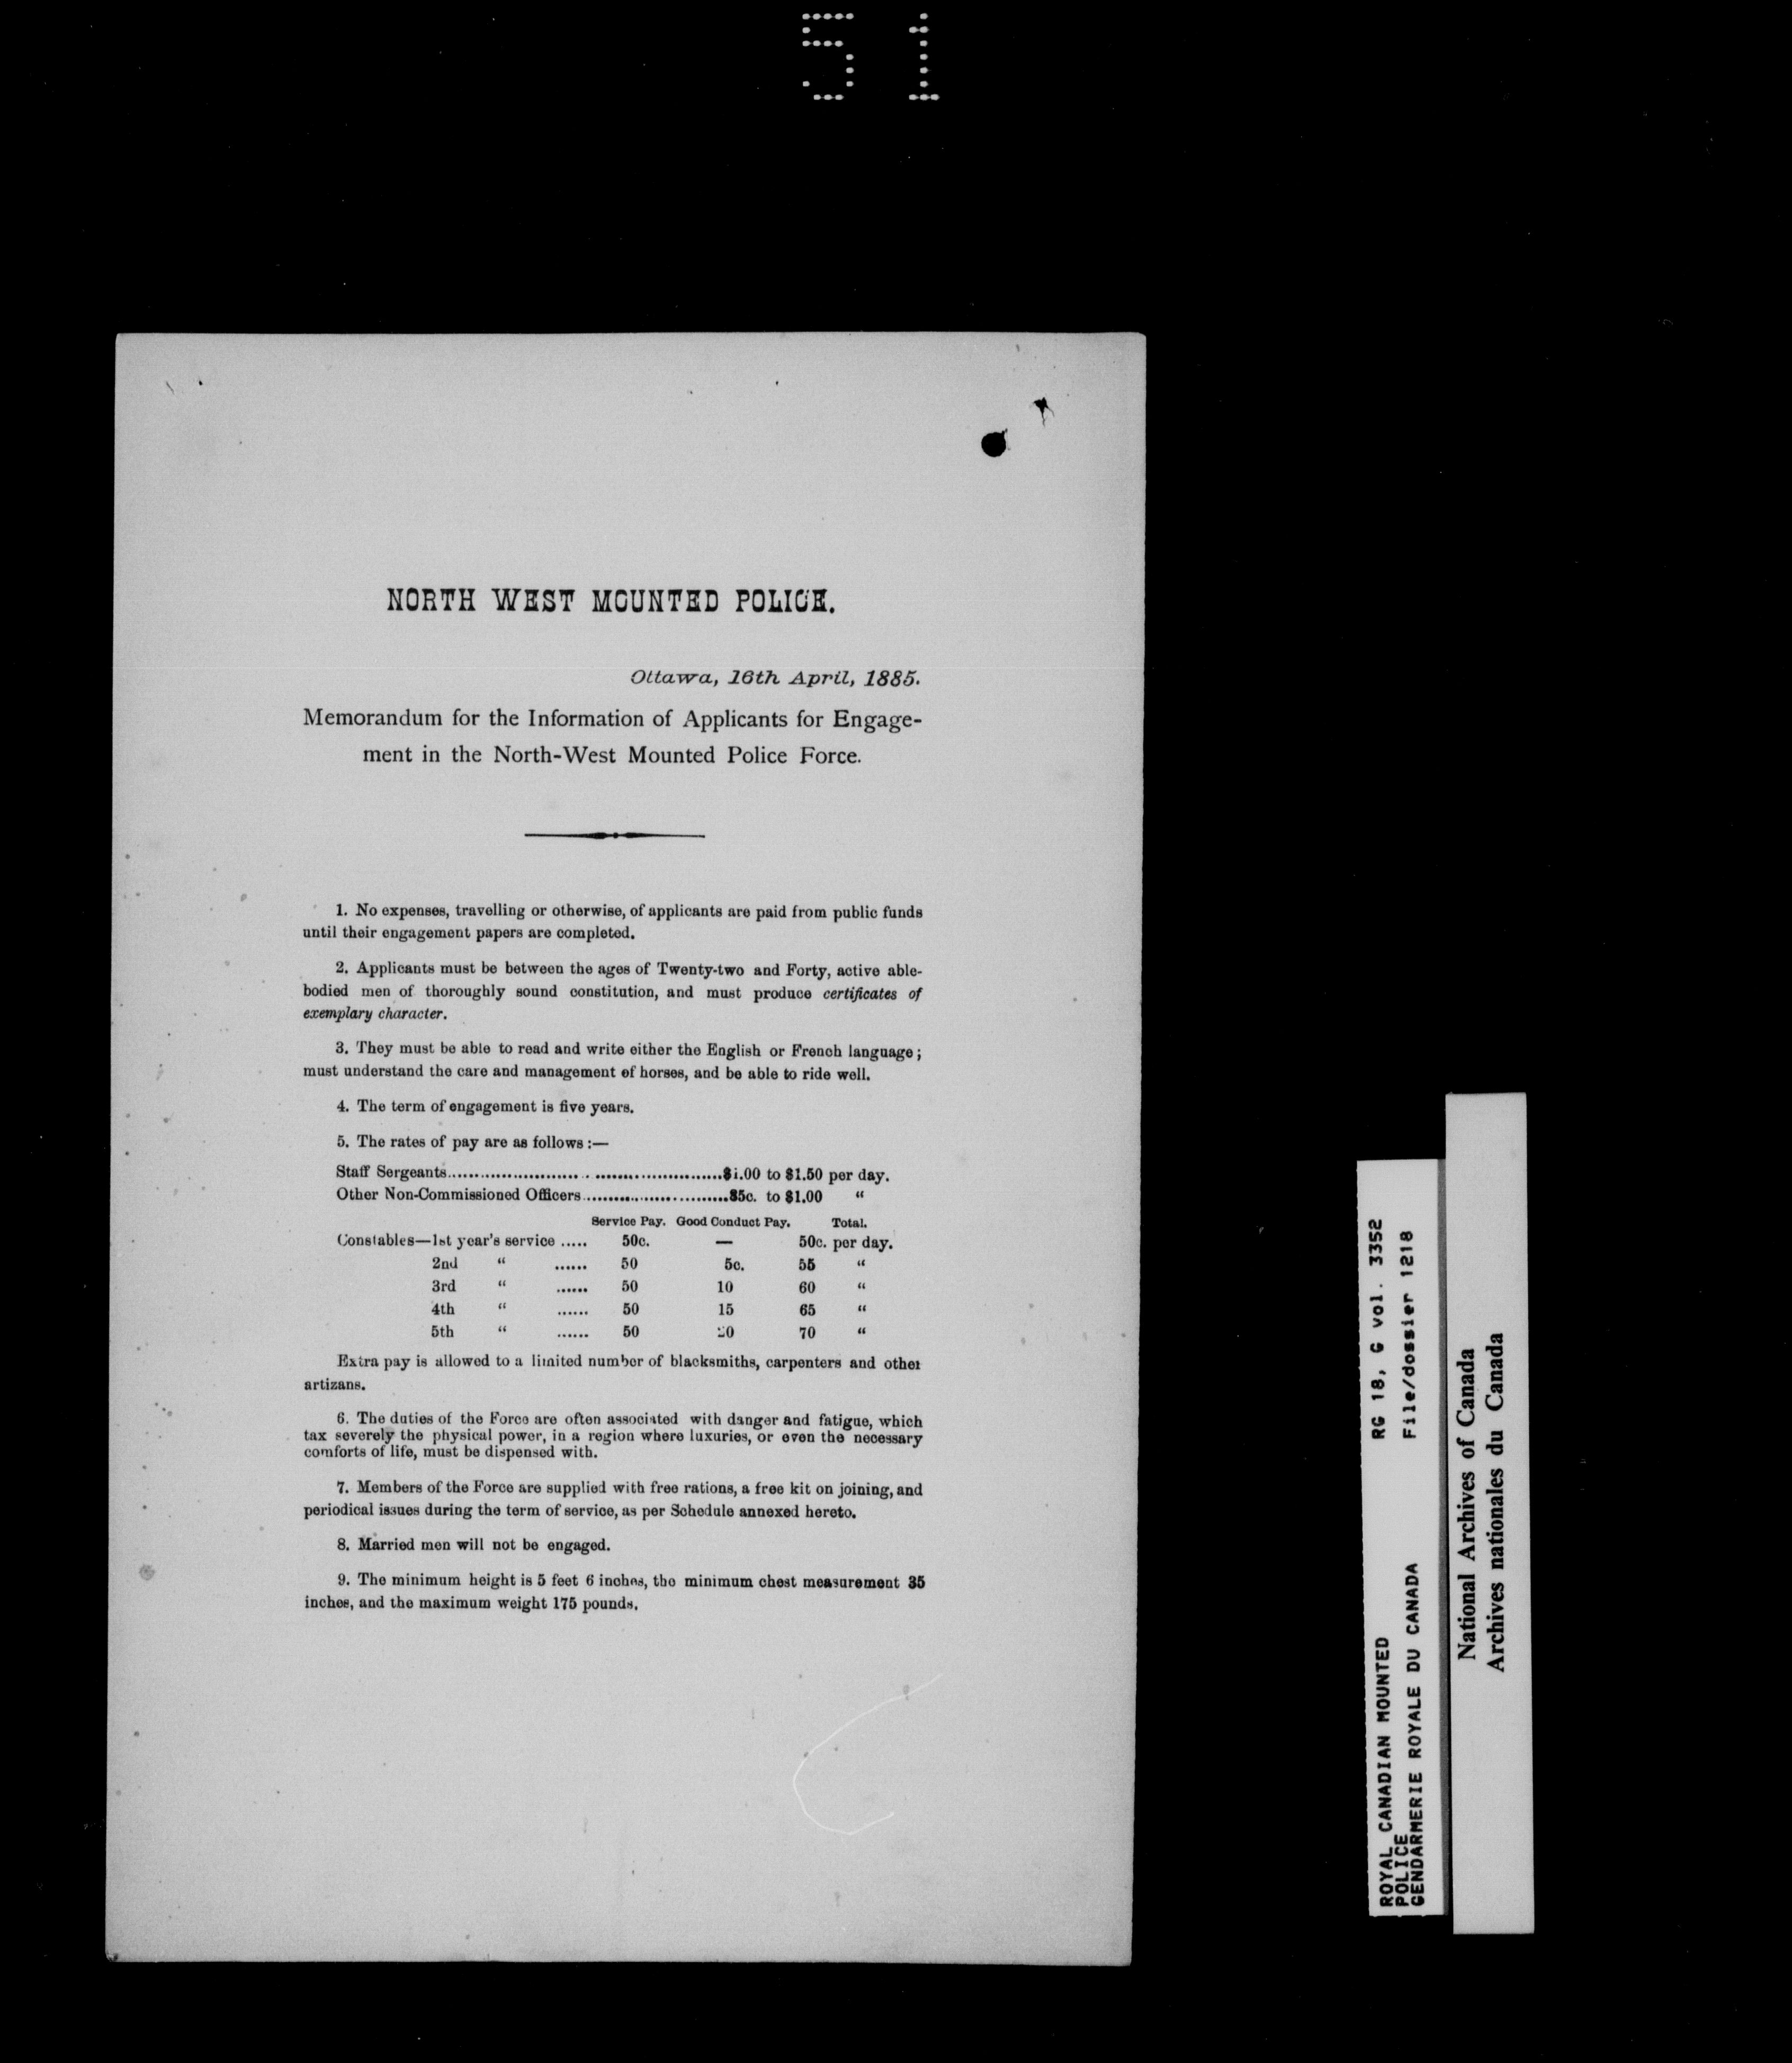 51
NORTH WEST MOUNTED POLICE.
Ottawa, 16th April, 1885.
Memorandum for the Information of Applicants for Engage-
ment in the North-West Mounted Police Force.
1. No expenses, travelling or otherwise, of applicants are paid from public funds
until their engagement papers are completed.
2. Applicants must be between the ages of Twenty-two and Forty, active able-
bodied men of thoroughly sound constitution, and must produce certificates of
exemplary character.
3. They must be able to read and write either the English or French language;
must understand the care and management of horses, and be able to ride well.
4. The term of engagement is five years.
5. The rates of pay are as follows:—
Staff Sergeants..............................................$1.00 to $1.50 per day.
Other Non-Commissioned Officers..........................85c. to $1.00 "
Service Pay. Good Conduct Pay. Total.
Constables—1st year's service ..... 50c. — 50c. per day.
2nd " ...... 50 5c. 55 "
3rd " ...... 50 10 60 "
4th " ...... 50 15 65 "
5th " ...... 50 20 70 "
Extra pay is allowed to a limited number of blacksmiths, carpenters and other
artizans.
6. The duties of the Force are often associated with danger and fatigue, which
tax severely the physical power, in a region where luxuries, or even the necessary
comforts of life, must be dispensed with.
7. Members of the Force are supplied with free rations, a free kit on joining, and
periodical issues during the term of service, as per Schedule annexed hereto.
8. Married men will not be engaged.
9. The minimum height is 5 feet 6 inches, the minimum chest measurement 35
inches, and the maximum weight 175 pounds.
ROYAL CANADIAN MOUNTED RG 18, G vol. 3352
POLICE
GENDARMERIE ROYALE DU CANADA File/dossier 1218
National Archives of Canada
Archives nationales du Canada